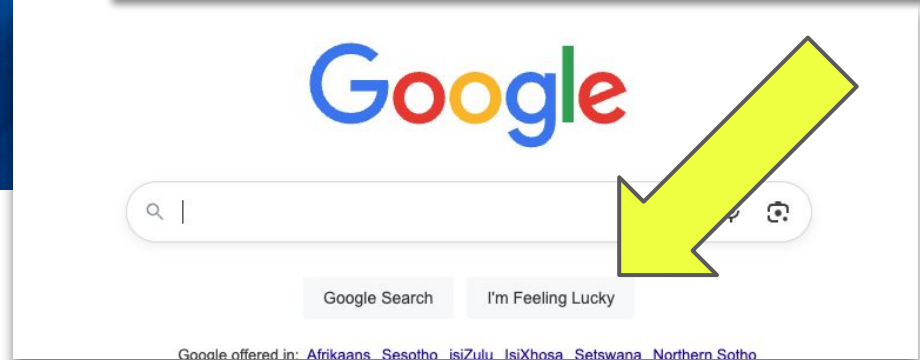 Google
Google Search I'm Feeling Lucky
Google offered in: Afrikaans Sesotho isiZulu IsiXhosa Setswana Northern Sotho